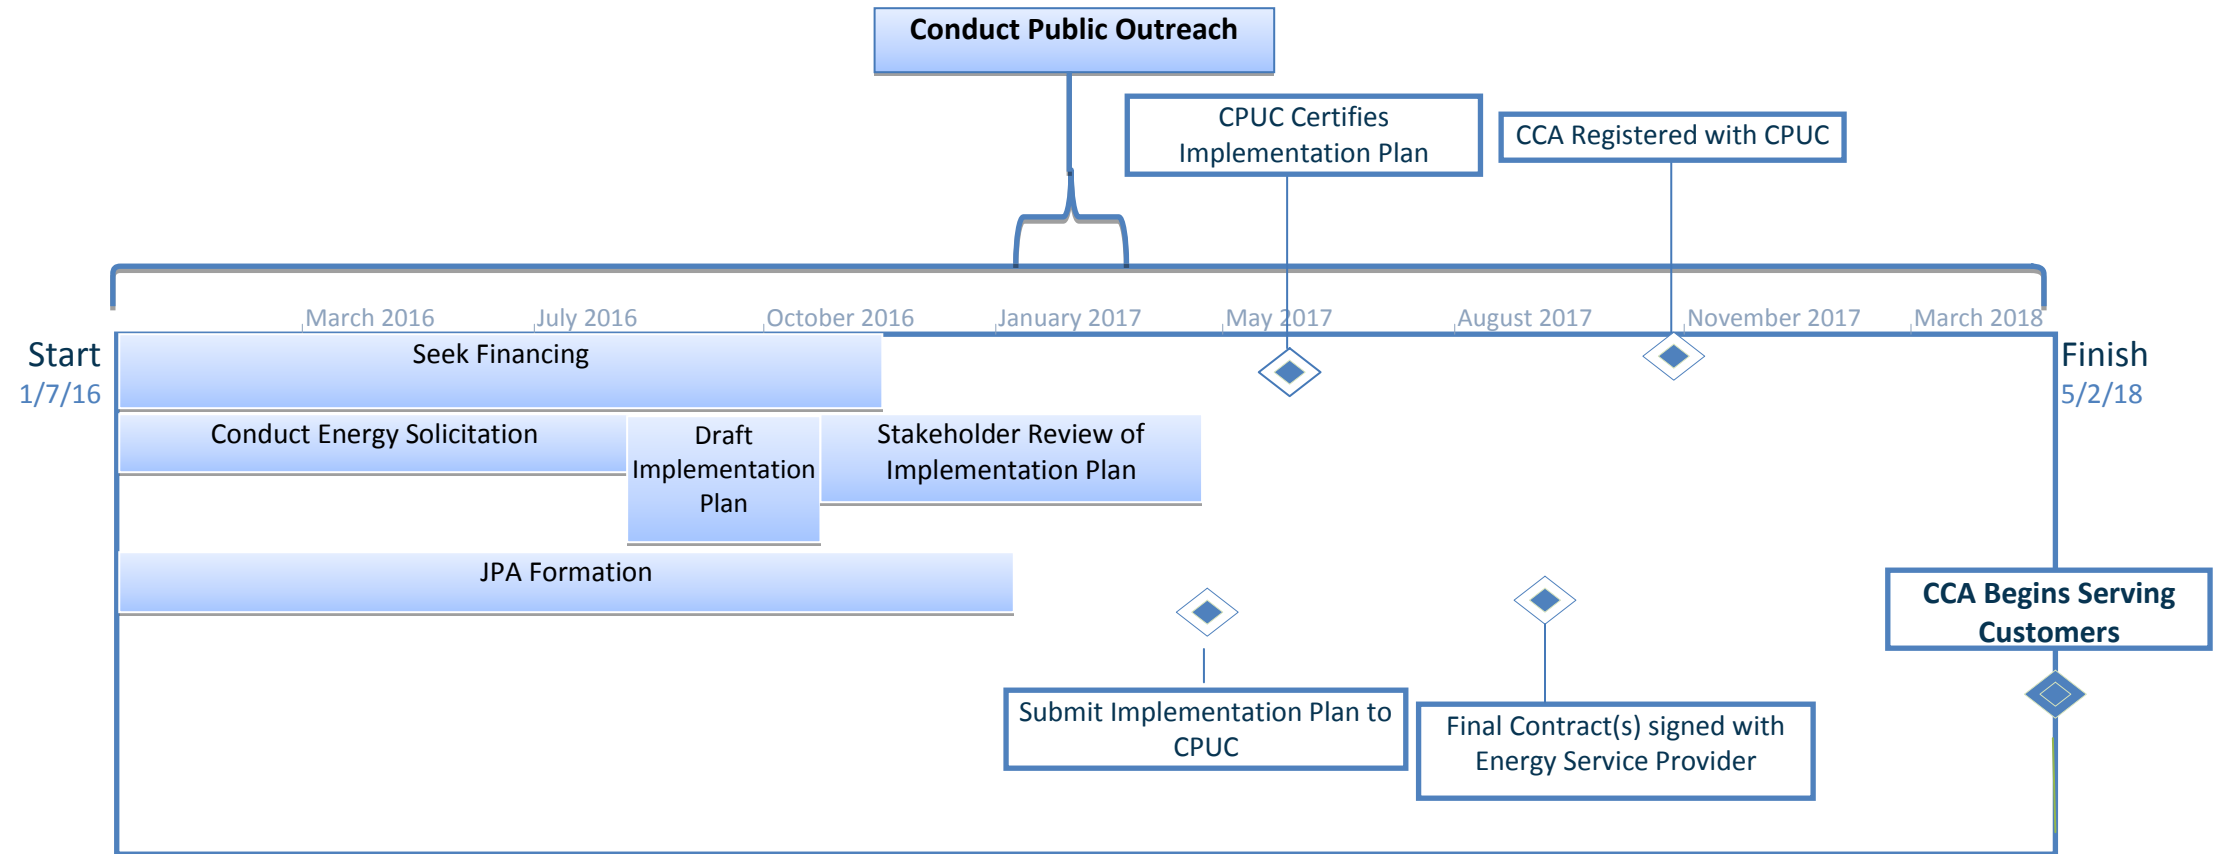 Conduct Public Outreach
CPUC Certifies
Implementation Plan
CCA Registered with CPUC
March 2016
July 2016
October 2016
January 2017
May 2017
August 2017
November 2017
March 2018
Start
1/7/16
Finish
5/2/18
Seek Financing
Conduct Energy Solicitation
Draft
Implementation
Plan
Stakeholder Review of
Implementation Plan
JPA Formation
CCA Begins Serving
Customers
Submit Implementation Plan to
CPUC
Final Contract(s) signed with
Energy Service Provider